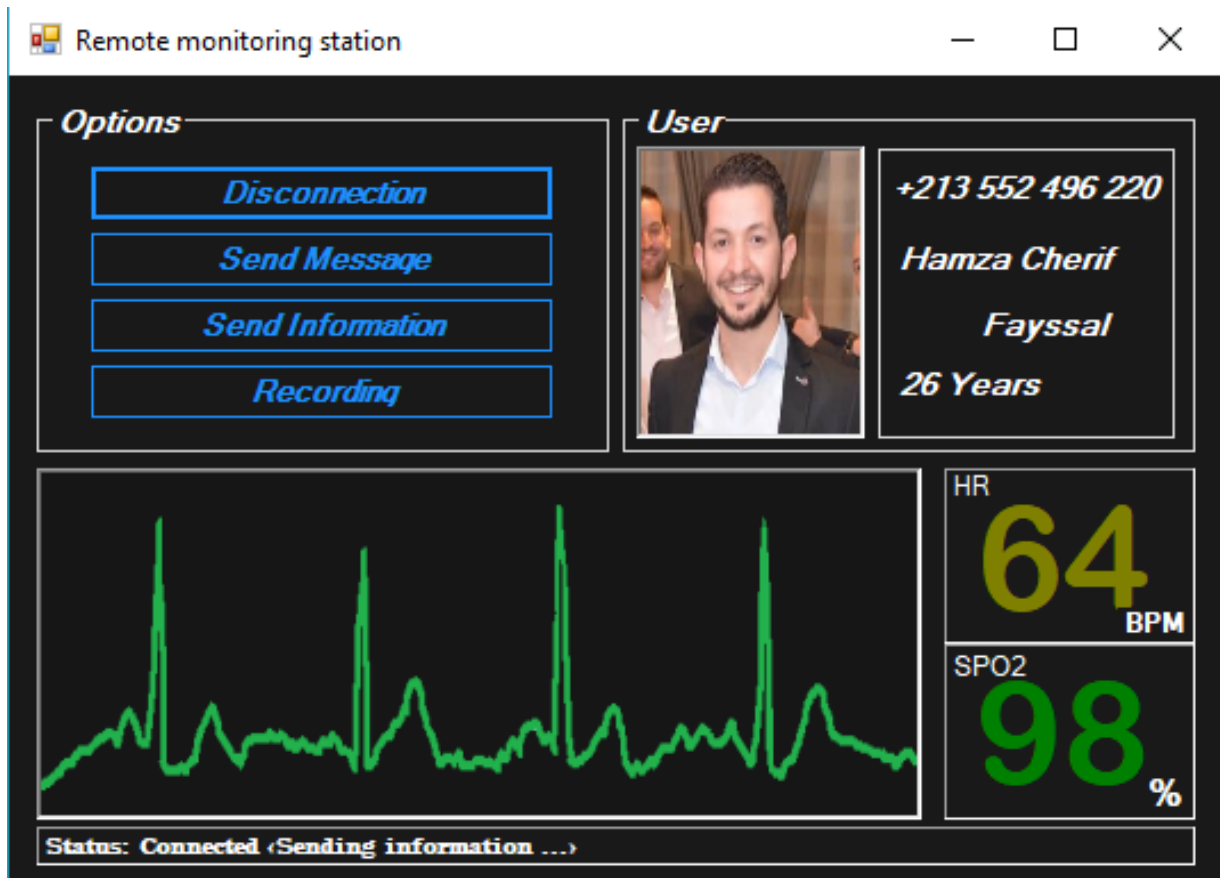 Remote monitoring station
Options
Disconnection
Send Message
Send Information
Recording
User
+213 552 496 220
Hamza Cherif
Fayssal
26 Years
HR
64
BPM
SPO2
98
%
Status: Connected ‹Sending information ...›